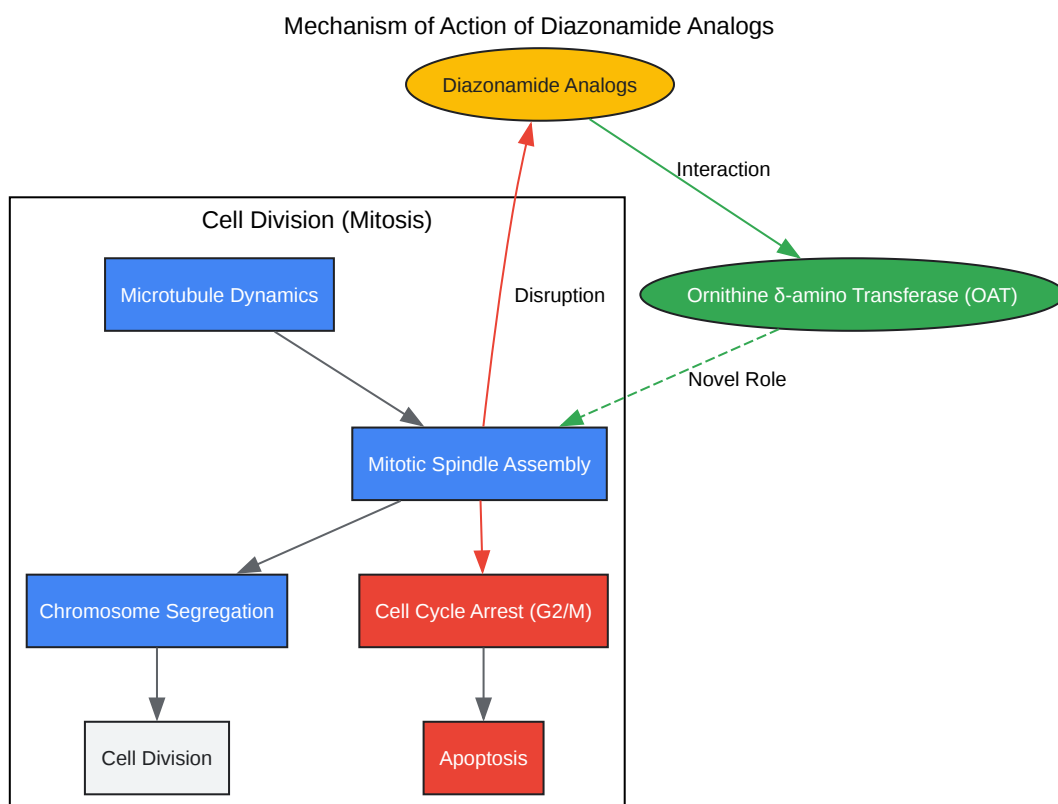 Mechanism of Action of Diazonamide Analogs
Diazonamide Analogs
Interaction
Cell Division (Mitosis)
Microtubule Dynamics
Disruption
Ornithine δ-amino Transferase (OAT)
Novel Role
Mitotic Spindle Assembly
Chromosome Segregation
Cell Cycle Arrest (G2/M)
Cell Division
Apoptosis